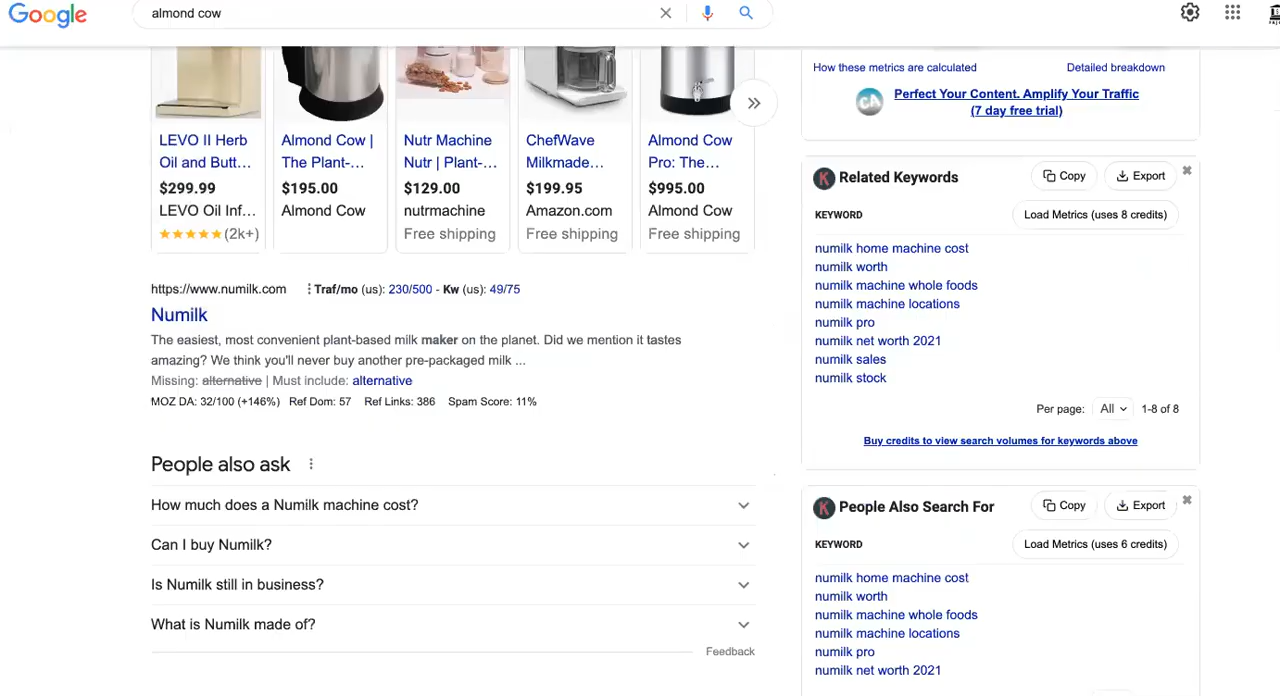 Google
almond cow
LEVO II Herb
Oil and Butt...
$299.99
LEVO Oil Inf...
(2k+)
Almond Cow |
The Plant-...
$195.00
Almond Cow
Nutr Machine
Nutr | Plant-...
$129.00
nutrmachine
Free shipping
ChefWave
Milkmade...
$199.95
Amazon.com
Free shipping
Almond Cow
Pro: The...
$995.00
Almond Cow
Free shipping
https://www.numilk.com Traf/mo (us): 230/500 - Kw (us): 49/75
Numilk
The easiest, most convenient plant-based milk maker on the planet. Did we mention it tastes
amazing? We think you'll never buy another pre-packaged milk ...
Missing: alternative | Must include: alternative
MOZ DA: 32/100 (+146%) Ref Dom: 57 Ref Links: 386 Spam Score: 11%
People also ask
How much does a Numilk machine cost?
Can I buy Numilk?
Is Numilk still in business?
What is Numilk made of?
Feedback
How these metrics are calculated Detailed breakdown
CA
Perfect Your Content. Amplify Your Traffic
(7 day free trial)
K Related Keywords Copy Export
KEYWORD Load Metrics (uses 8 credits)
numilk home machine cost
numilk worth
numilk machine whole foods
numilk machine locations
numilk pro
numilk net worth 2021
numilk sales
numilk stock
Per page: All 1-8 of 8
Buy credits to view search volumes for keywords above
K People Also Search For Copy Export
KEYWORD Load Metrics (uses 6 credits)
numilk home machine cost
numilk worth
numilk machine whole foods
numilk machine locations
numilk pro
numilk net worth 2021